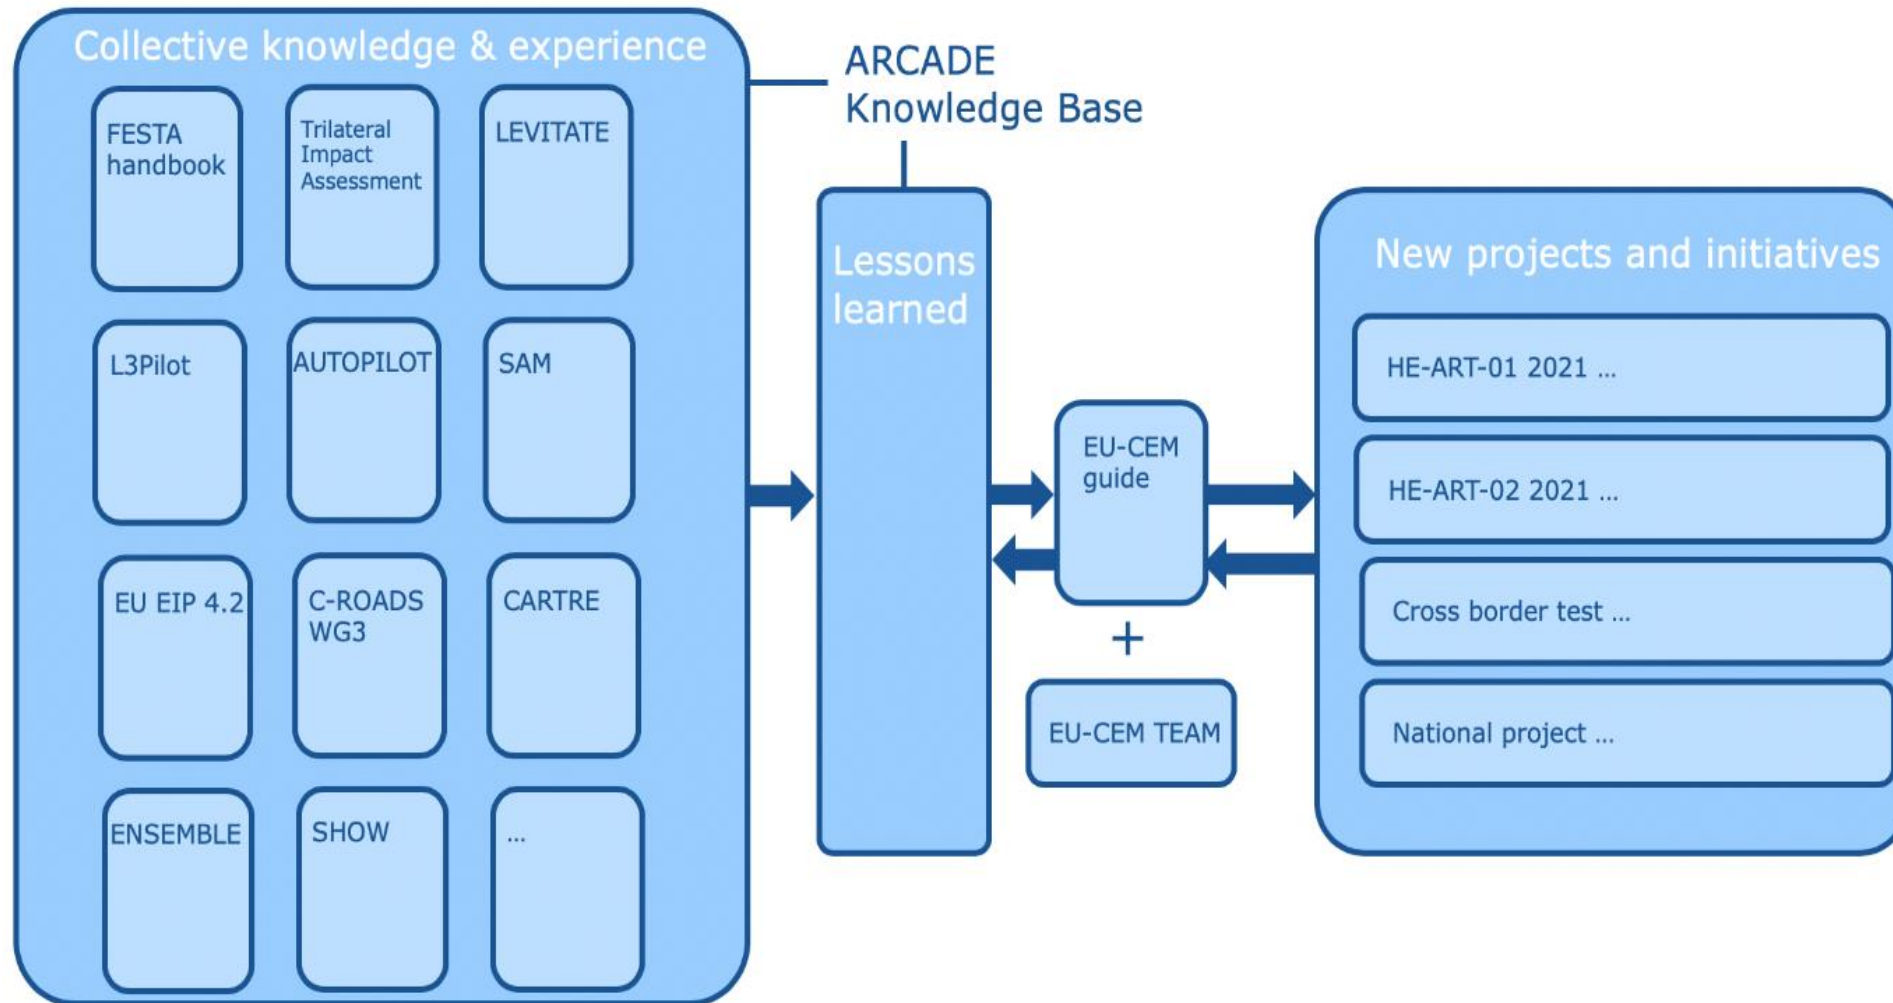 Collective knowledge & experience
FESTA
handbook
Trilateral
Impact
Assessment
LEVITATE
L3Pilot
AUTOPILOT
SAM
EU EIP 4.2
C-ROADS
WG3
CARTRE
ENSEMBLE
SHOW
...
ARCADE
Knowledge Base
Lessons
learned
EU-CEM
guide
+
EU-CEM TEAM
New projects and initiatives
HE-ART-01 2021 ...
HE-ART-02 2021 ...
Cross border test ...
National project ...